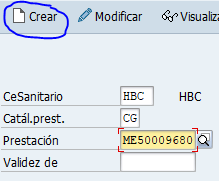 Crear Modificar Visualiza
CeSanitario HBC HBC
Catál.prest. CG
Prestación ME50009680
Validez de